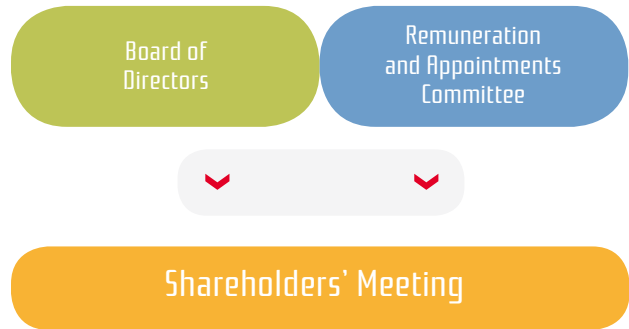 Board of
Directors
Remuneration
and Appointments
Committee
Shareholders' Meeting